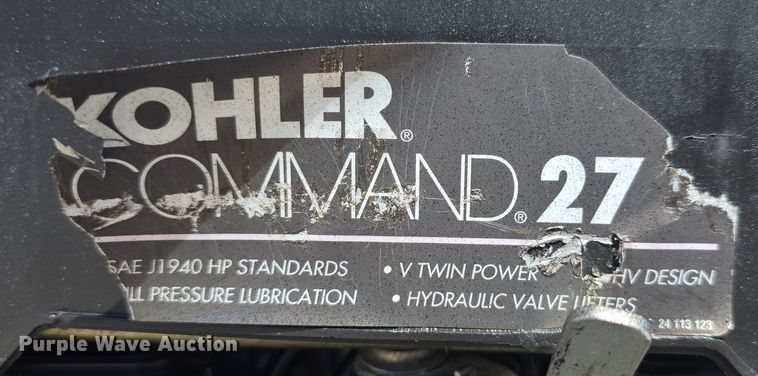 KOHLER®
COMMAND® 27
SAE J1940 HP STANDARDS • V TWIN POWER HV DESIGN
LL PRESSURE LUBRICATION • HYDRAULIC VALVE LIFTERS
24 113 123
Purple Wave Auction